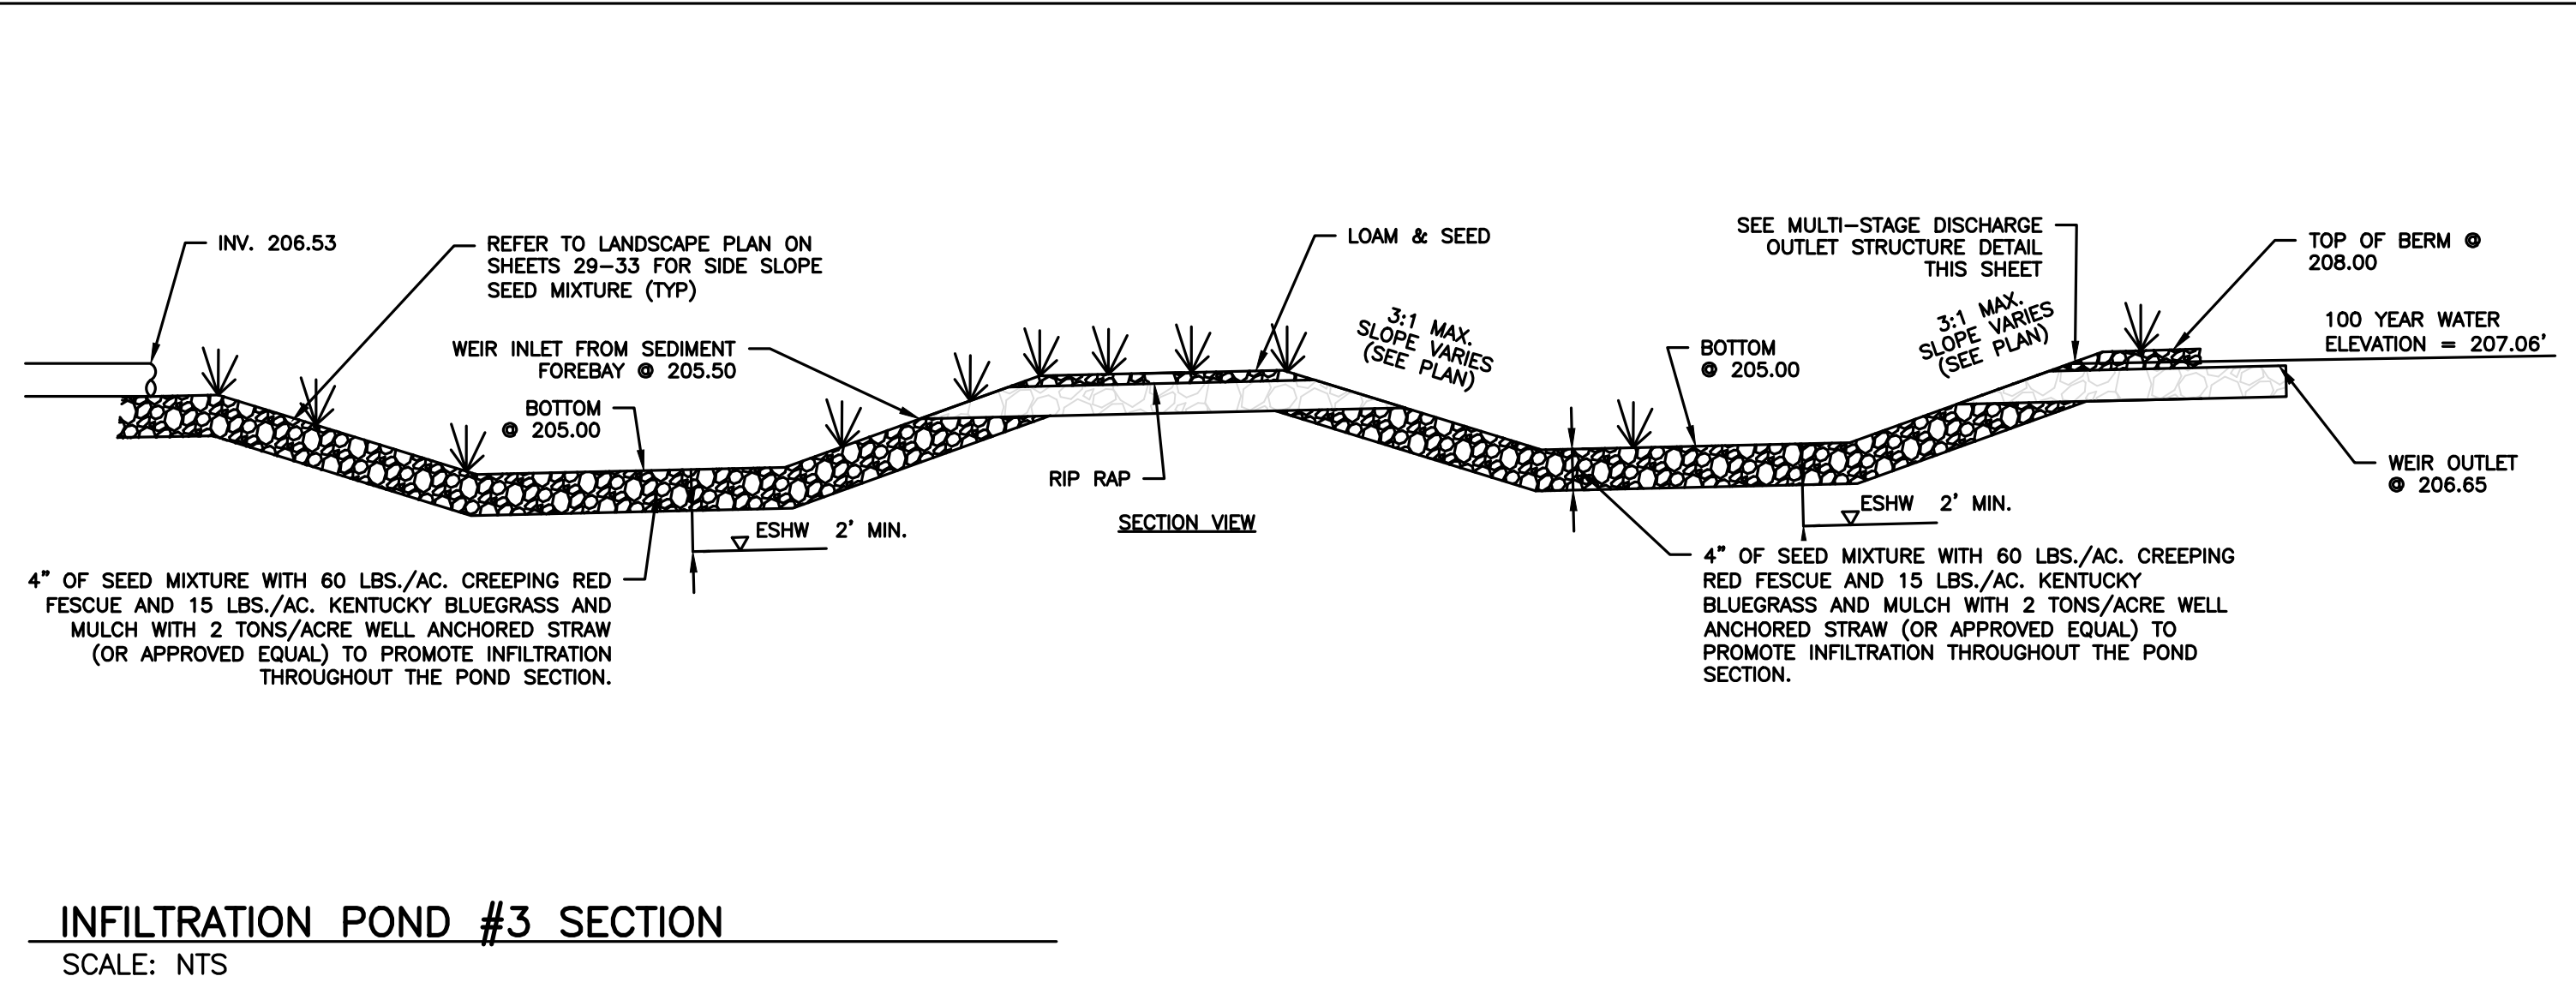 INV. 206.53
REFER TO LANDSCAPE PLAN ON
SHEETS 29-33 FOR SIDE SLOPE
SEED MIXTURE (TYP)
WEIR INLET FROM SEDIMENT
FOREBAY @ 205.50
BOTTOM
@ 205.00
LOAM & SEED
3:1 MAX.
SLOPE VARIES
(SEE PLAN)
RIP RAP
SECTION VIEW
BOTTOM
@ 205.00
SEE MULTI-STAGE DISCHARGE
OUTLET STRUCTURE DETAIL
THIS SHEET
3:1 MAX.
SLOPE VARIES
(SEE PLAN)
TOP OF BERM @
208.00
100 YEAR WATER
ELEVATION = 207.06'
WEIR OUTLET
@ 206.65
ESHW 2' MIN.
ESHW 2' MIN.
4" OF SEED MIXTURE WITH 60 LBS./AC. CREEPING RED
FESCUE AND 15 LBS./AC. KENTUCKY BLUEGRASS AND
MULCH WITH 2 TONS/ACRE WELL ANCHORED STRAW
(OR APPROVED EQUAL) TO PROMOTE INFILTRATION
THROUGHOUT THE POND SECTION.
4" OF SEED MIXTURE WITH 60 LBS./AC. CREEPING
RED FESCUE AND 15 LBS./AC. KENTUCKY
BLUEGRASS AND MULCH WITH 2 TONS/ACRE WELL
ANCHORED STRAW (OR APPROVED EQUAL) TO
PROMOTE INFILTRATION THROUGHOUT THE POND
SECTION.
INFILTRATION POND #3 SECTION
SCALE: NTS